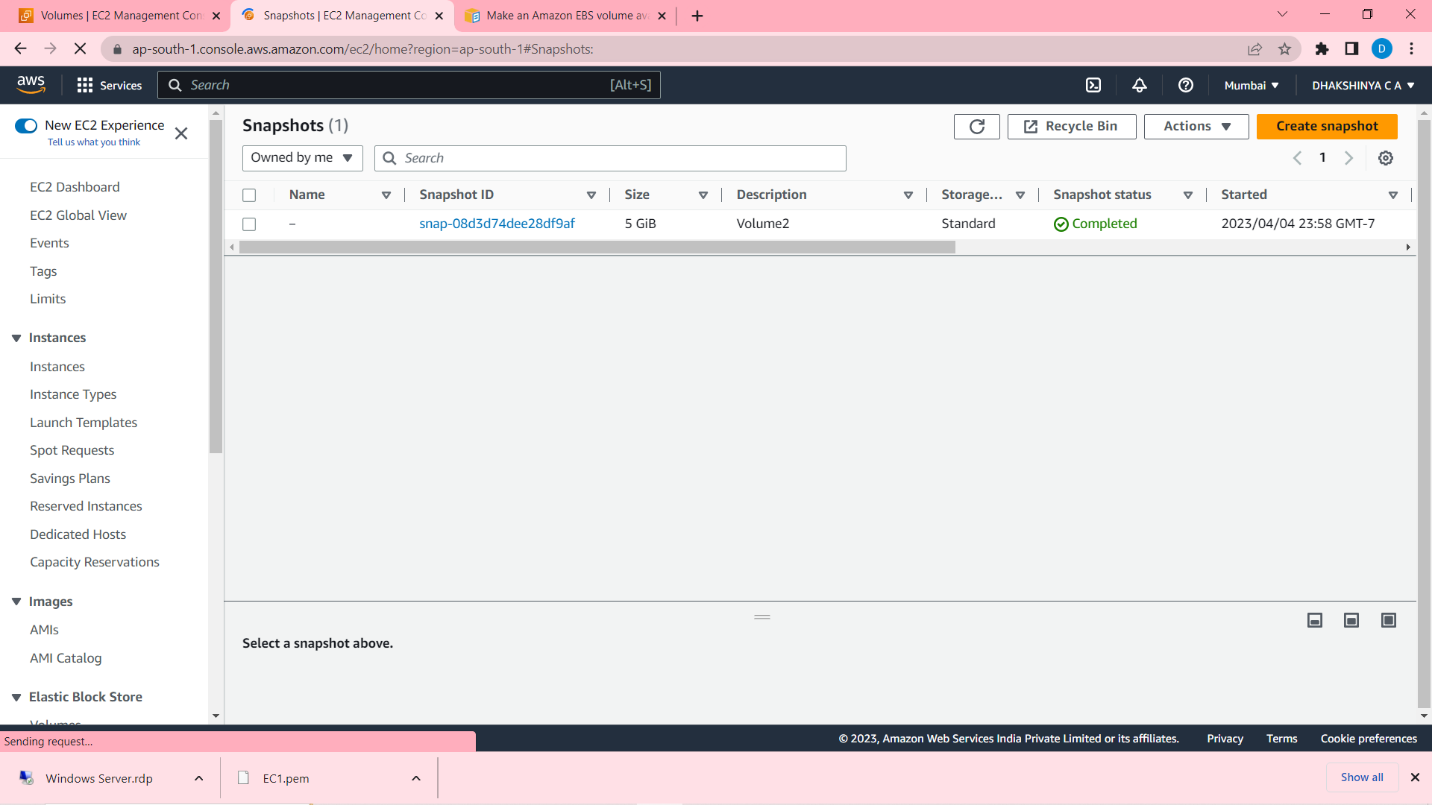 Volumes | EC2 Management Con
Snapshots | EC2 Management Co
Make an Amazon EBS volume av
ap-south-1.console.aws.amazon.com/ec2/home?region=ap-south-1#Snapshots:
D
aws
Services
Search
[Alt+S]
Mumbai
DHAKSHINYA C A
New EC2 Experience
Tell us what you think
EC2 Dashboard
EC2 Global View
Events
Tags
Limits
Instances
Instances
Instance Types
Launch Templates
Spot Requests
Savings Plans
Reserved Instances
Dedicated Hosts
Capacity Reservations
Images
AMIs
AMI Catalog
Elastic Block Store
Volumes
Snapshots (1)
Recycle Bin
Actions
Create snapshot
Owned by me
Search
1
Name Snapshot ID Size Description Storage... Snapshot status Started
– snap-08d3d74dee28df9af 5 GiB Volume2 Standard Completed 2023/04/04 23:58 GMT-7
Select a snapshot above.
Sending request...
© 2023, Amazon Web Services India Private Limited or its affiliates. Privacy Terms Cookie preferences
Windows Server.rdp
EC1.pem
Show all